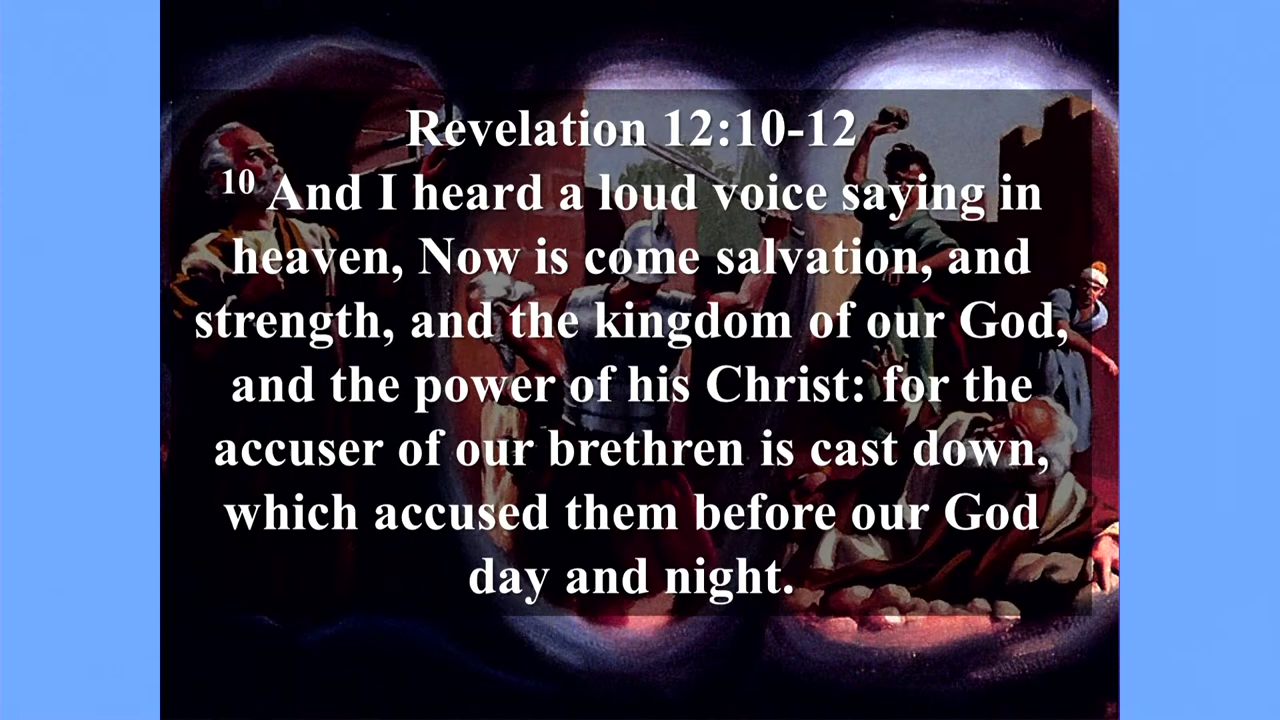 Revelation 12:10-12
10 And I heard a loud voice saying in
heaven, Now is come salvation, and
strength, and the kingdom of our God,
and the power of his Christ: for the
accuser of our brethren is cast down,
which accused them before our God
day and night.